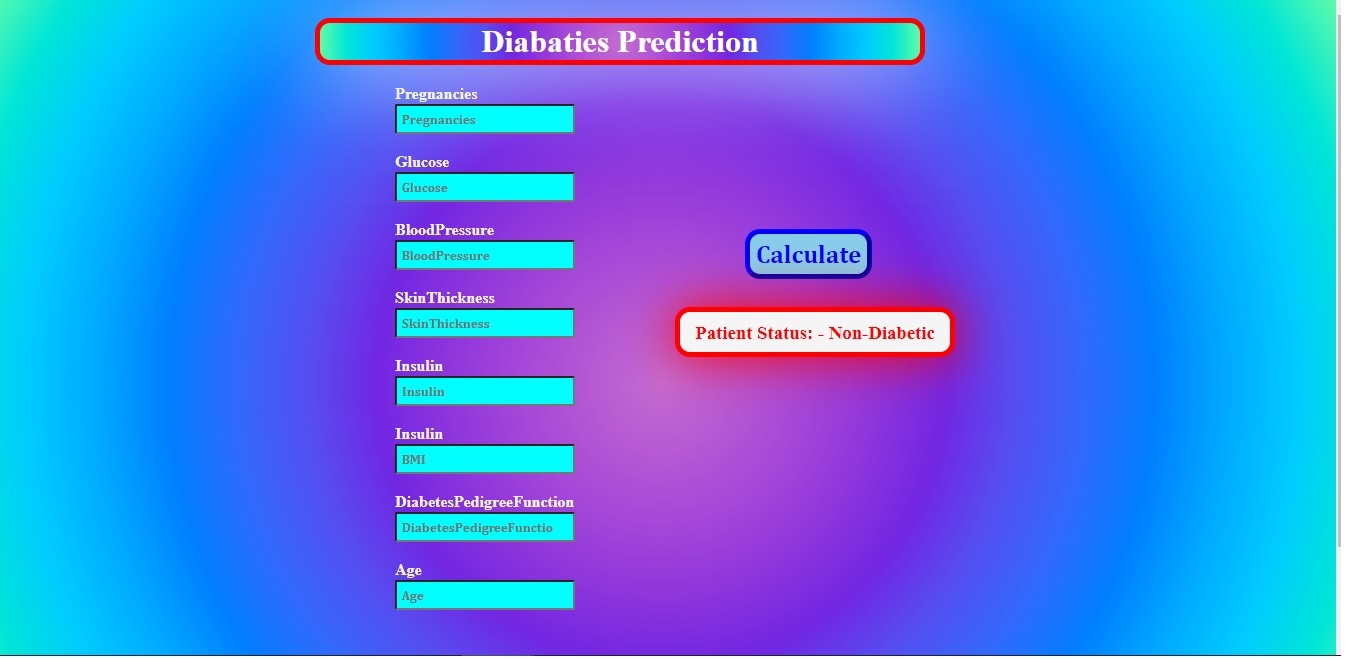 Diabaties Prediction
Pregnancies
Pregnancies
Glucose
Glucose
BloodPressure
BloodPressure
SkinThickness
SkinThickness
Insulin
Insulin
Insulin
BMI
DiabetesPedigreeFunction
DiabetesPedigreeFunctio
Age
Age
Calculate
Patient Status: - Non-Diabetic